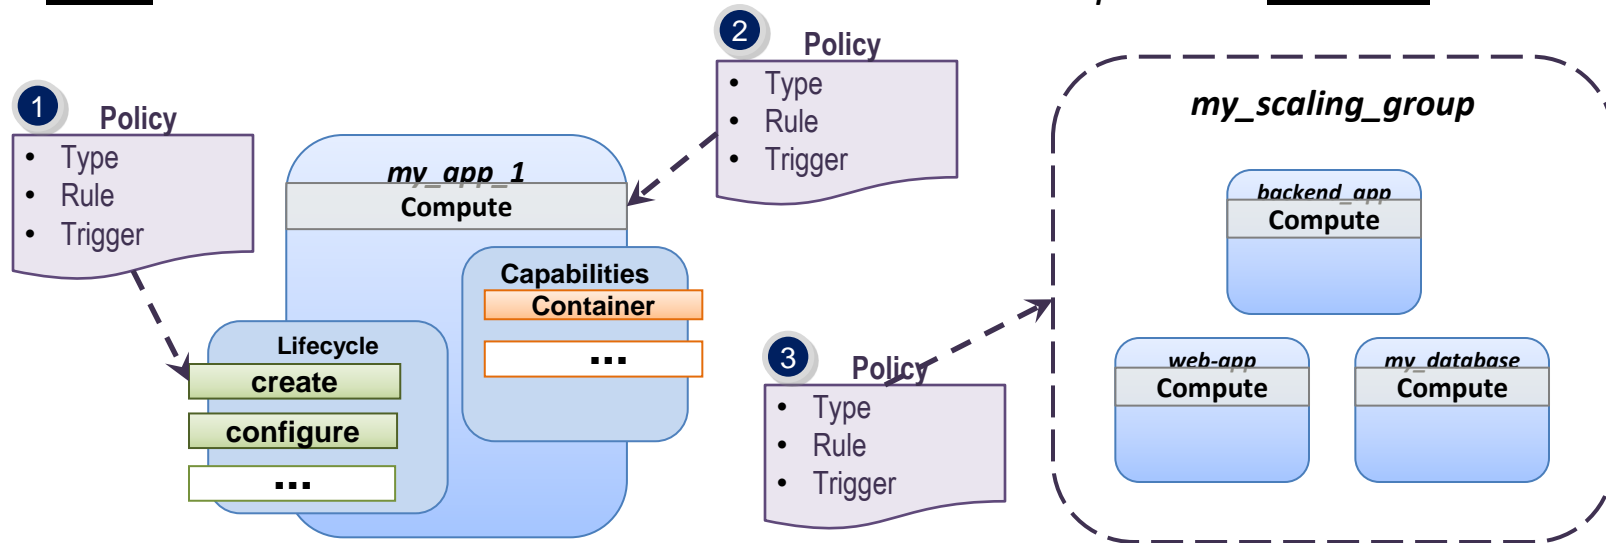 1
Policy
• Type
• Rule
• Trigger
my_app_1
Compute
Capabilities
Container
...
Lifecycle
create
configure
...
2
Policy
• Type
• Rule
• Trigger
3
Policy
• Type
• Rule
• Trigger
my_scaling_group
backend_app
Compute
web-app
Compute
my_database
Compute